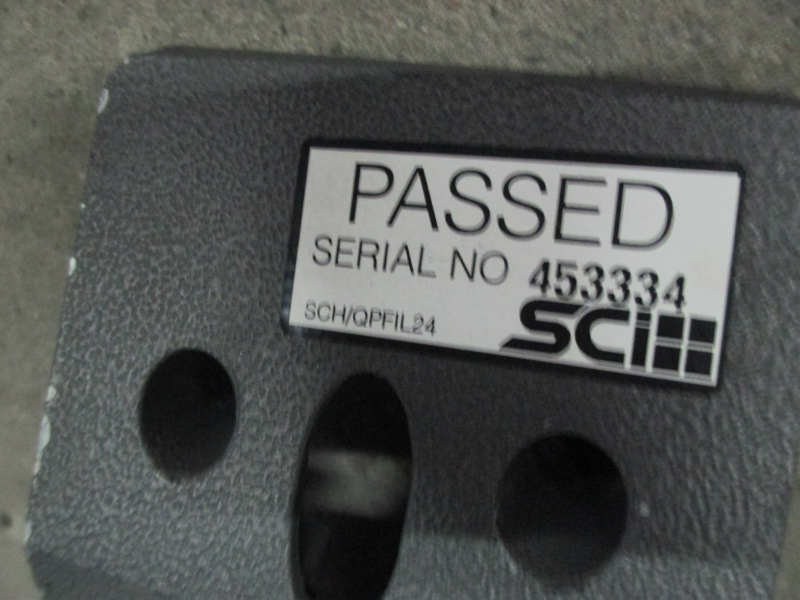 PASSED
SERIAL NO 453334
SCH/QPFIL24 SCI